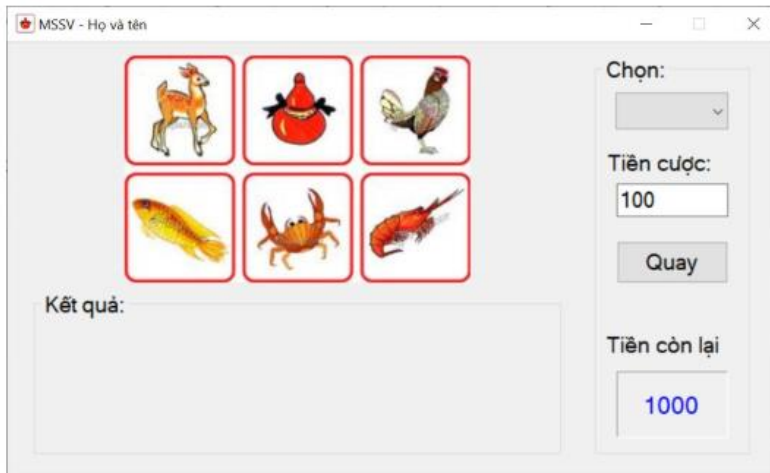 MSSV - Họ và tên
Chọn:
Tiền cược:
100
Quay
Kết quả:
Tiền còn lại
1000